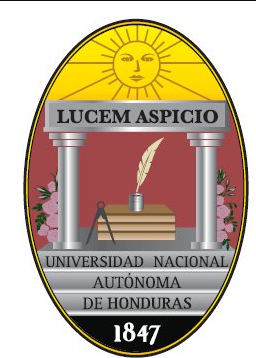 LUCEM ASPICIO
UNIVERSIDAD NACIONAL
AUTÓNOMA
DE HONDURAS
1847